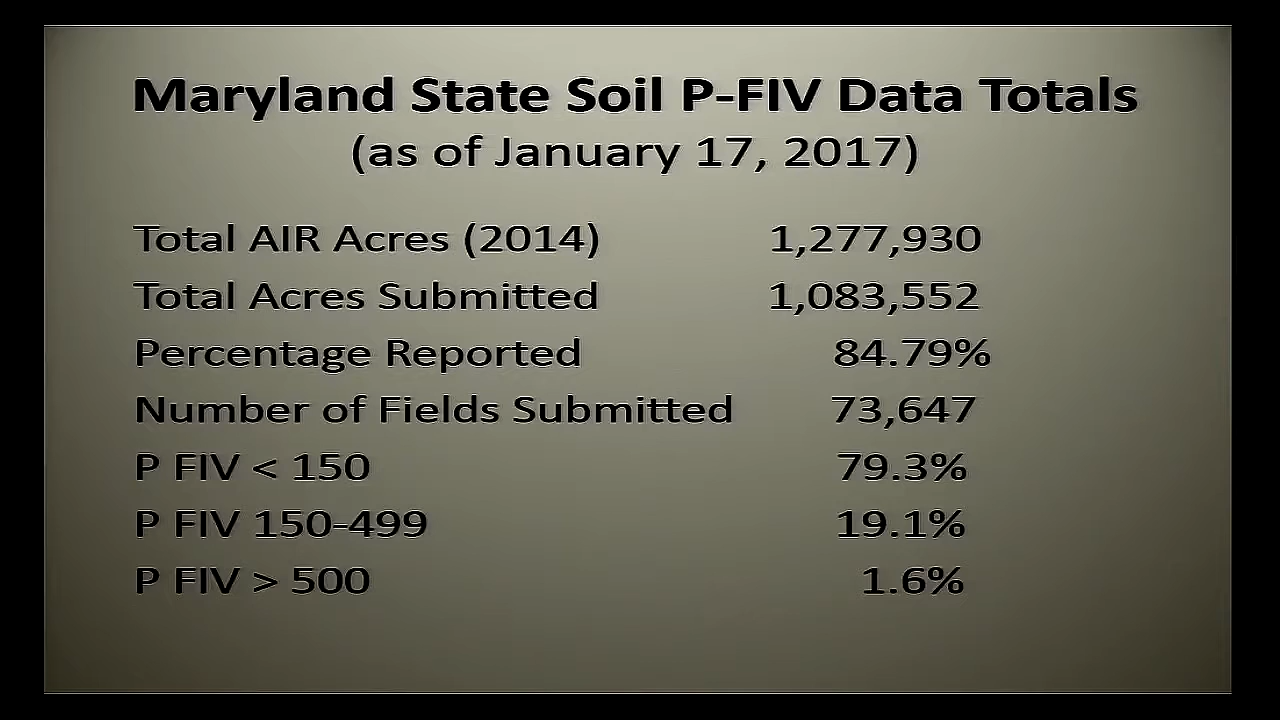 Maryland State Soil P-FIV Data Totals
(as of January 17, 2017)
Total AIR Acres (2014) 1,277,930
Total Acres Submitted 1,083,552
Percentage Reported 84.79%
Number of Fields Submitted 73,647
P FIV < 150 79.3%
P FIV 150-499 19.1%
P FIV > 500 1.6%